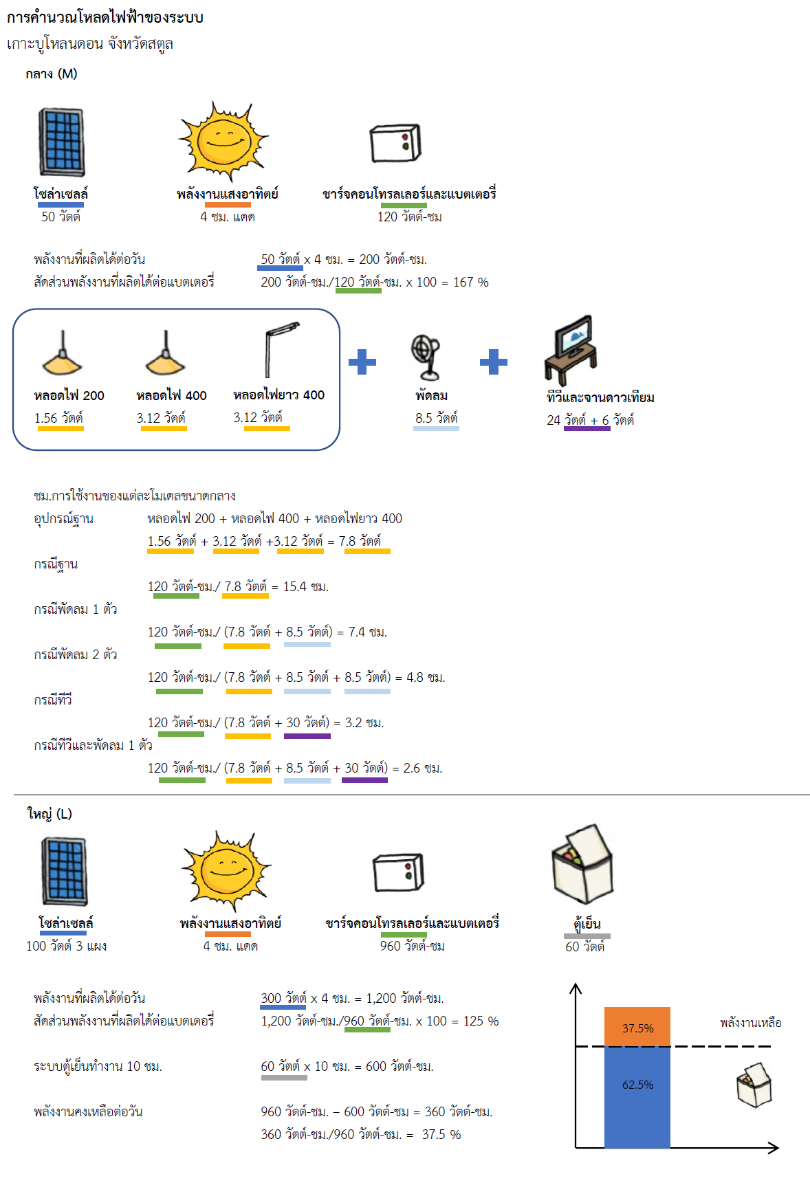 การคำนวณโหลดไฟฟ้าของระบบ
เกาะบูโหลนดอน จังหวัดสตูล
กลาง (M)
โซล่าเซลล์ พลังงานแสงอาทิตย์ ชาร์จคอนโทรลเลอร์และแบตเตอรี่
50 วัตต์ 4 ชม. แดด 120 วัตต์-ชม
พลังงานที่ผลิตได้ต่อวัน 50 วัตต์ x 4 ชม. = 200 วัตต์-ชม.
สัดส่วนพลังงานที่ผลิตได้ต่อแบตเตอรี่ 200 วัตต์-ชม./120 วัตต์-ชม. x 100 = 167 %
หลอดไฟ 200 หลอดไฟ 400 หลอดไฟยาว 400 พัดลม ทีวีและจานดาวเทียม
1.56 วัตต์ 3.12 วัตต์ 3.12 วัตต์ 8.5 วัตต์ 24 วัตต์ + 6 วัตต์
ชม.การใช้งานของแต่ละโมเดลขนาดกลาง
อุปกรณ์ฐาน หลอดไฟ 200 + หลอดไฟ 400 + หลอดไฟยาว 400
1.56 วัตต์ + 3.12 วัตต์ +3.12 วัตต์ = 7.8 วัตต์
กรณีฐาน
120 วัตต์-ชม./ 7.8 วัตต์ = 15.4 ชม.
กรณีพัดลม 1 ตัว
120 วัตต์-ชม./ (7.8 วัตต์ + 8.5 วัตต์) = 7.4 ชม.
กรณีพัดลม 2 ตัว
120 วัตต์-ชม./ (7.8 วัตต์ + 8.5 วัตต์ + 8.5 วัตต์) = 4.8 ชม.
กรณีทีวี
120 วัตต์-ชม./ (7.8 วัตต์ + 30 วัตต์) = 3.2 ชม.
กรณีทีวีและพัดลม 1 ตัว
120 วัตต์-ชม./ (7.8 วัตต์ + 8.5 วัตต์ + 30 วัตต์) = 2.6 ชม.
ใหญ่ (L)
โซล่าเซลล์ พลังงานแสงอาทิตย์ ชาร์จคอนโทรลเลอร์และแบตเตอรี่ ตู้เย็น
100 วัตต์ 3 แผง 4 ชม. แดด 960 วัตต์-ชม 60 วัตต์
พลังงานที่ผลิตได้ต่อวัน 300 วัตต์ x 4 ชม. = 1,200 วัตต์-ชม.
สัดส่วนพลังงานที่ผลิตได้ต่อแบตเตอรี่ 1,200 วัตต์-ชม./960 วัตต์-ชม. x 100 = 125 %
ระบบตู้เย็นทำงาน 10 ชม. 60 วัตต์ x 10 ชม. = 600 วัตต์-ชม.
พลังงานคงเหลือต่อวัน 960 วัตต์-ชม. – 600 วัตต์-ชม = 360 วัตต์-ชม.
360 วัตต์-ชม./960 วัตต์-ชม. = 37.5 %
พลังงานเหลือ
37.5%
62.5%